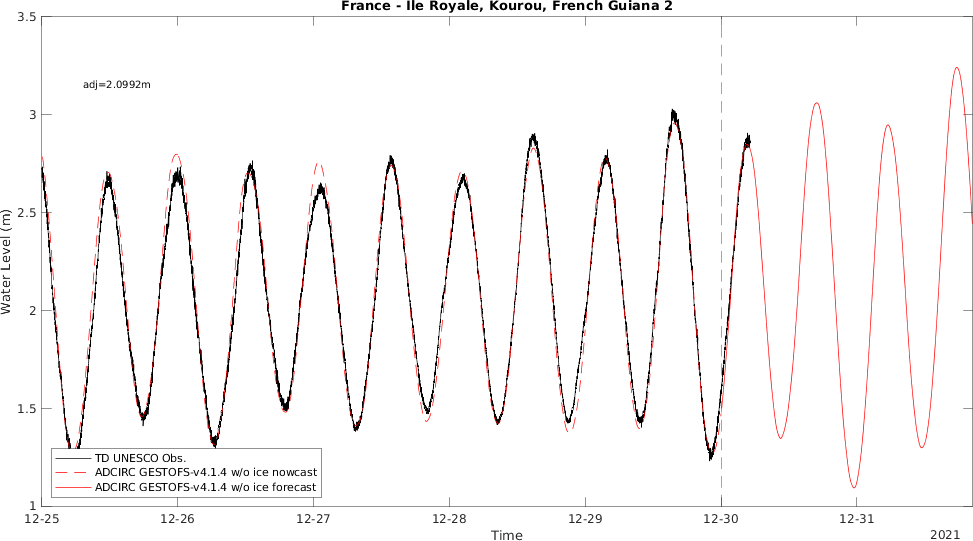 France - Ile Royale, Kourou, French Guiana 2
3.5
adj=2.0992m
3
2.5
Water Level (m)
2
1.5
TD UNESCO Obs.
ADCIRC GESTOFS-v4.1.4 w/o ice nowcast
ADCIRC GESTOFS-v4.1.4 w/o ice forecast
1
12-25 12-26 12-27 12-28 12-29 12-30 12-31
Time
2021